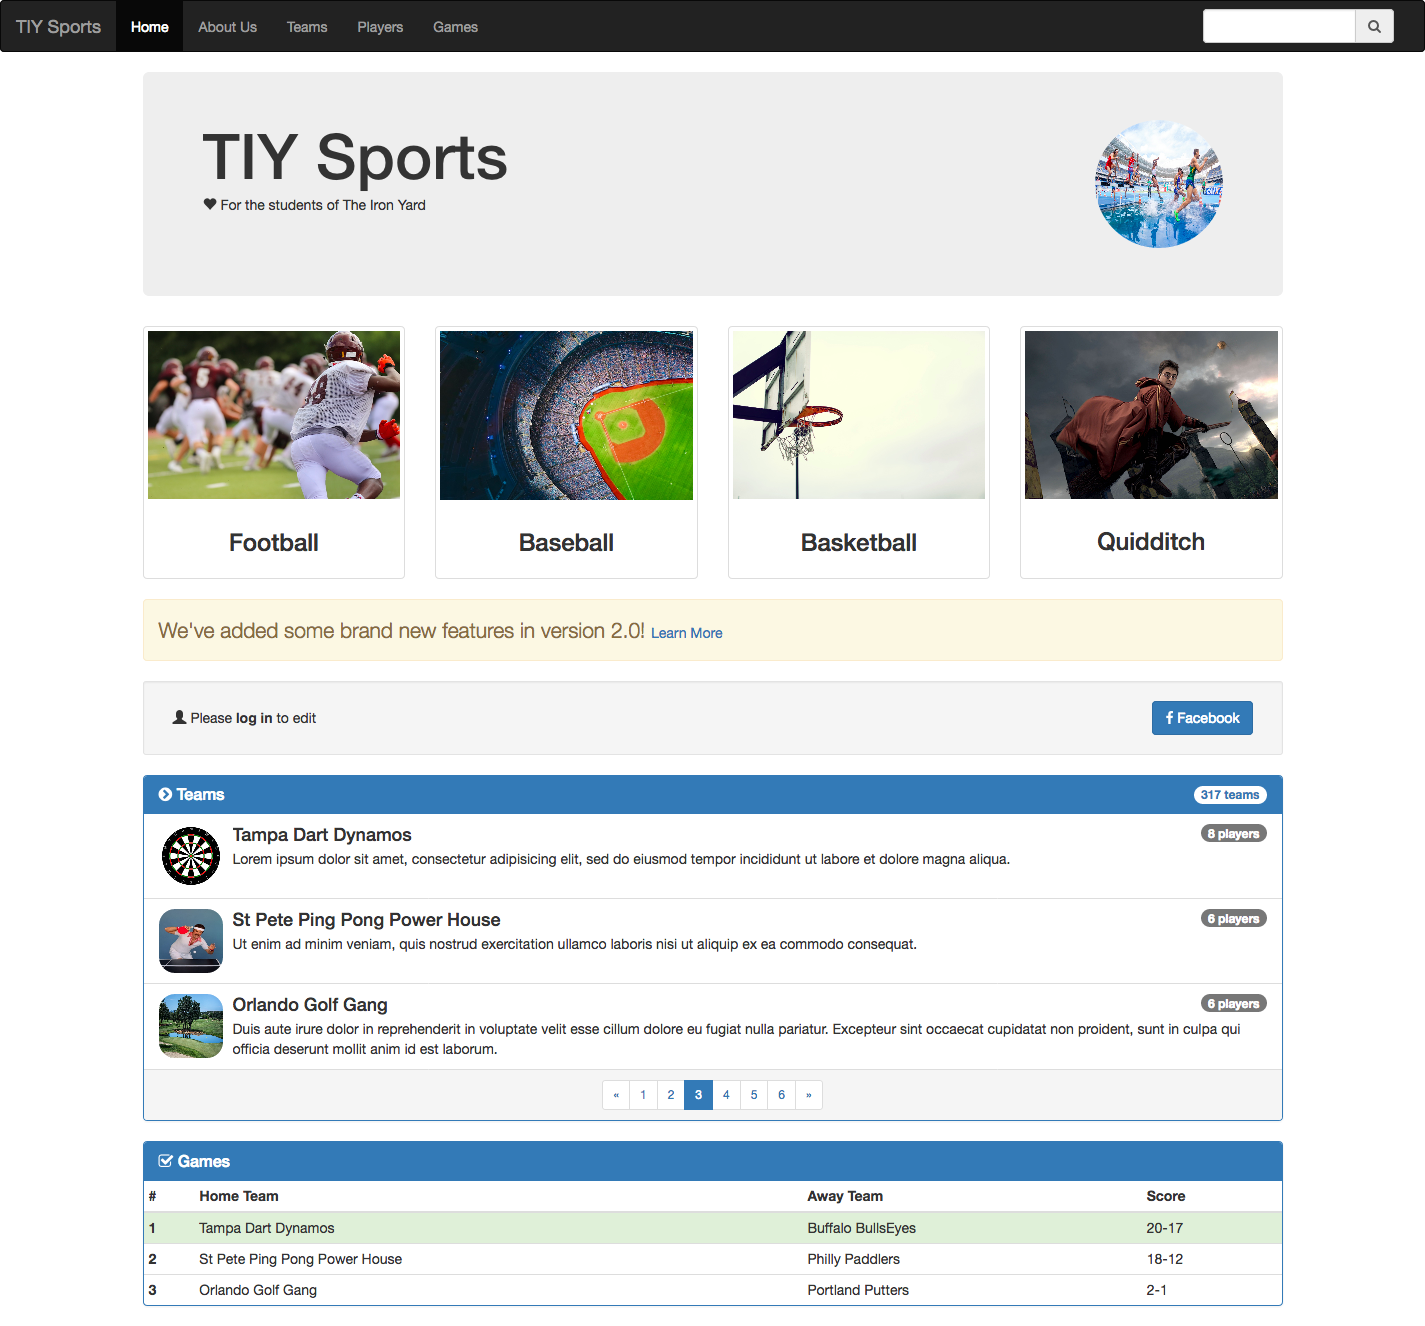 TIY Sports Home About Us Teams Players Games
TIY Sports
For the students of The Iron Yard
Football Baseball Basketball Quidditch
We've added some brand new features in version 2.0! Learn More
Please log in to edit Facebook
Teams 317 teams
Tampa Dart Dynamos 8 players
Lorem ipsum dolor sit amet, consectetur adipisicing elit, sed do eiusmod tempor incididunt ut labore et dolore magna aliqua.
St Pete Ping Pong Power House 6 players
Ut enim ad minim veniam, quis nostrud exercitation ullamco laboris nisi ut aliquip ex ea commodo consequat.
Orlando Golf Gang 6 players
Duis aute irure dolor in reprehenderit in voluptate velit esse cillum dolore eu fugiat nulla pariatur. Excepteur sint occaecat cupidatat non proident, sunt in culpa qui
officia deserunt mollit anim id est laborum.
« 1 2 3 4 5 6 »
Games
# Home Team Away Team Score
1 Tampa Dart Dynamos Buffalo BullsEyes 20-17
2 St Pete Ping Pong Power House Philly Paddlers 18-12
3 Orlando Golf Gang Portland Putters 2-1